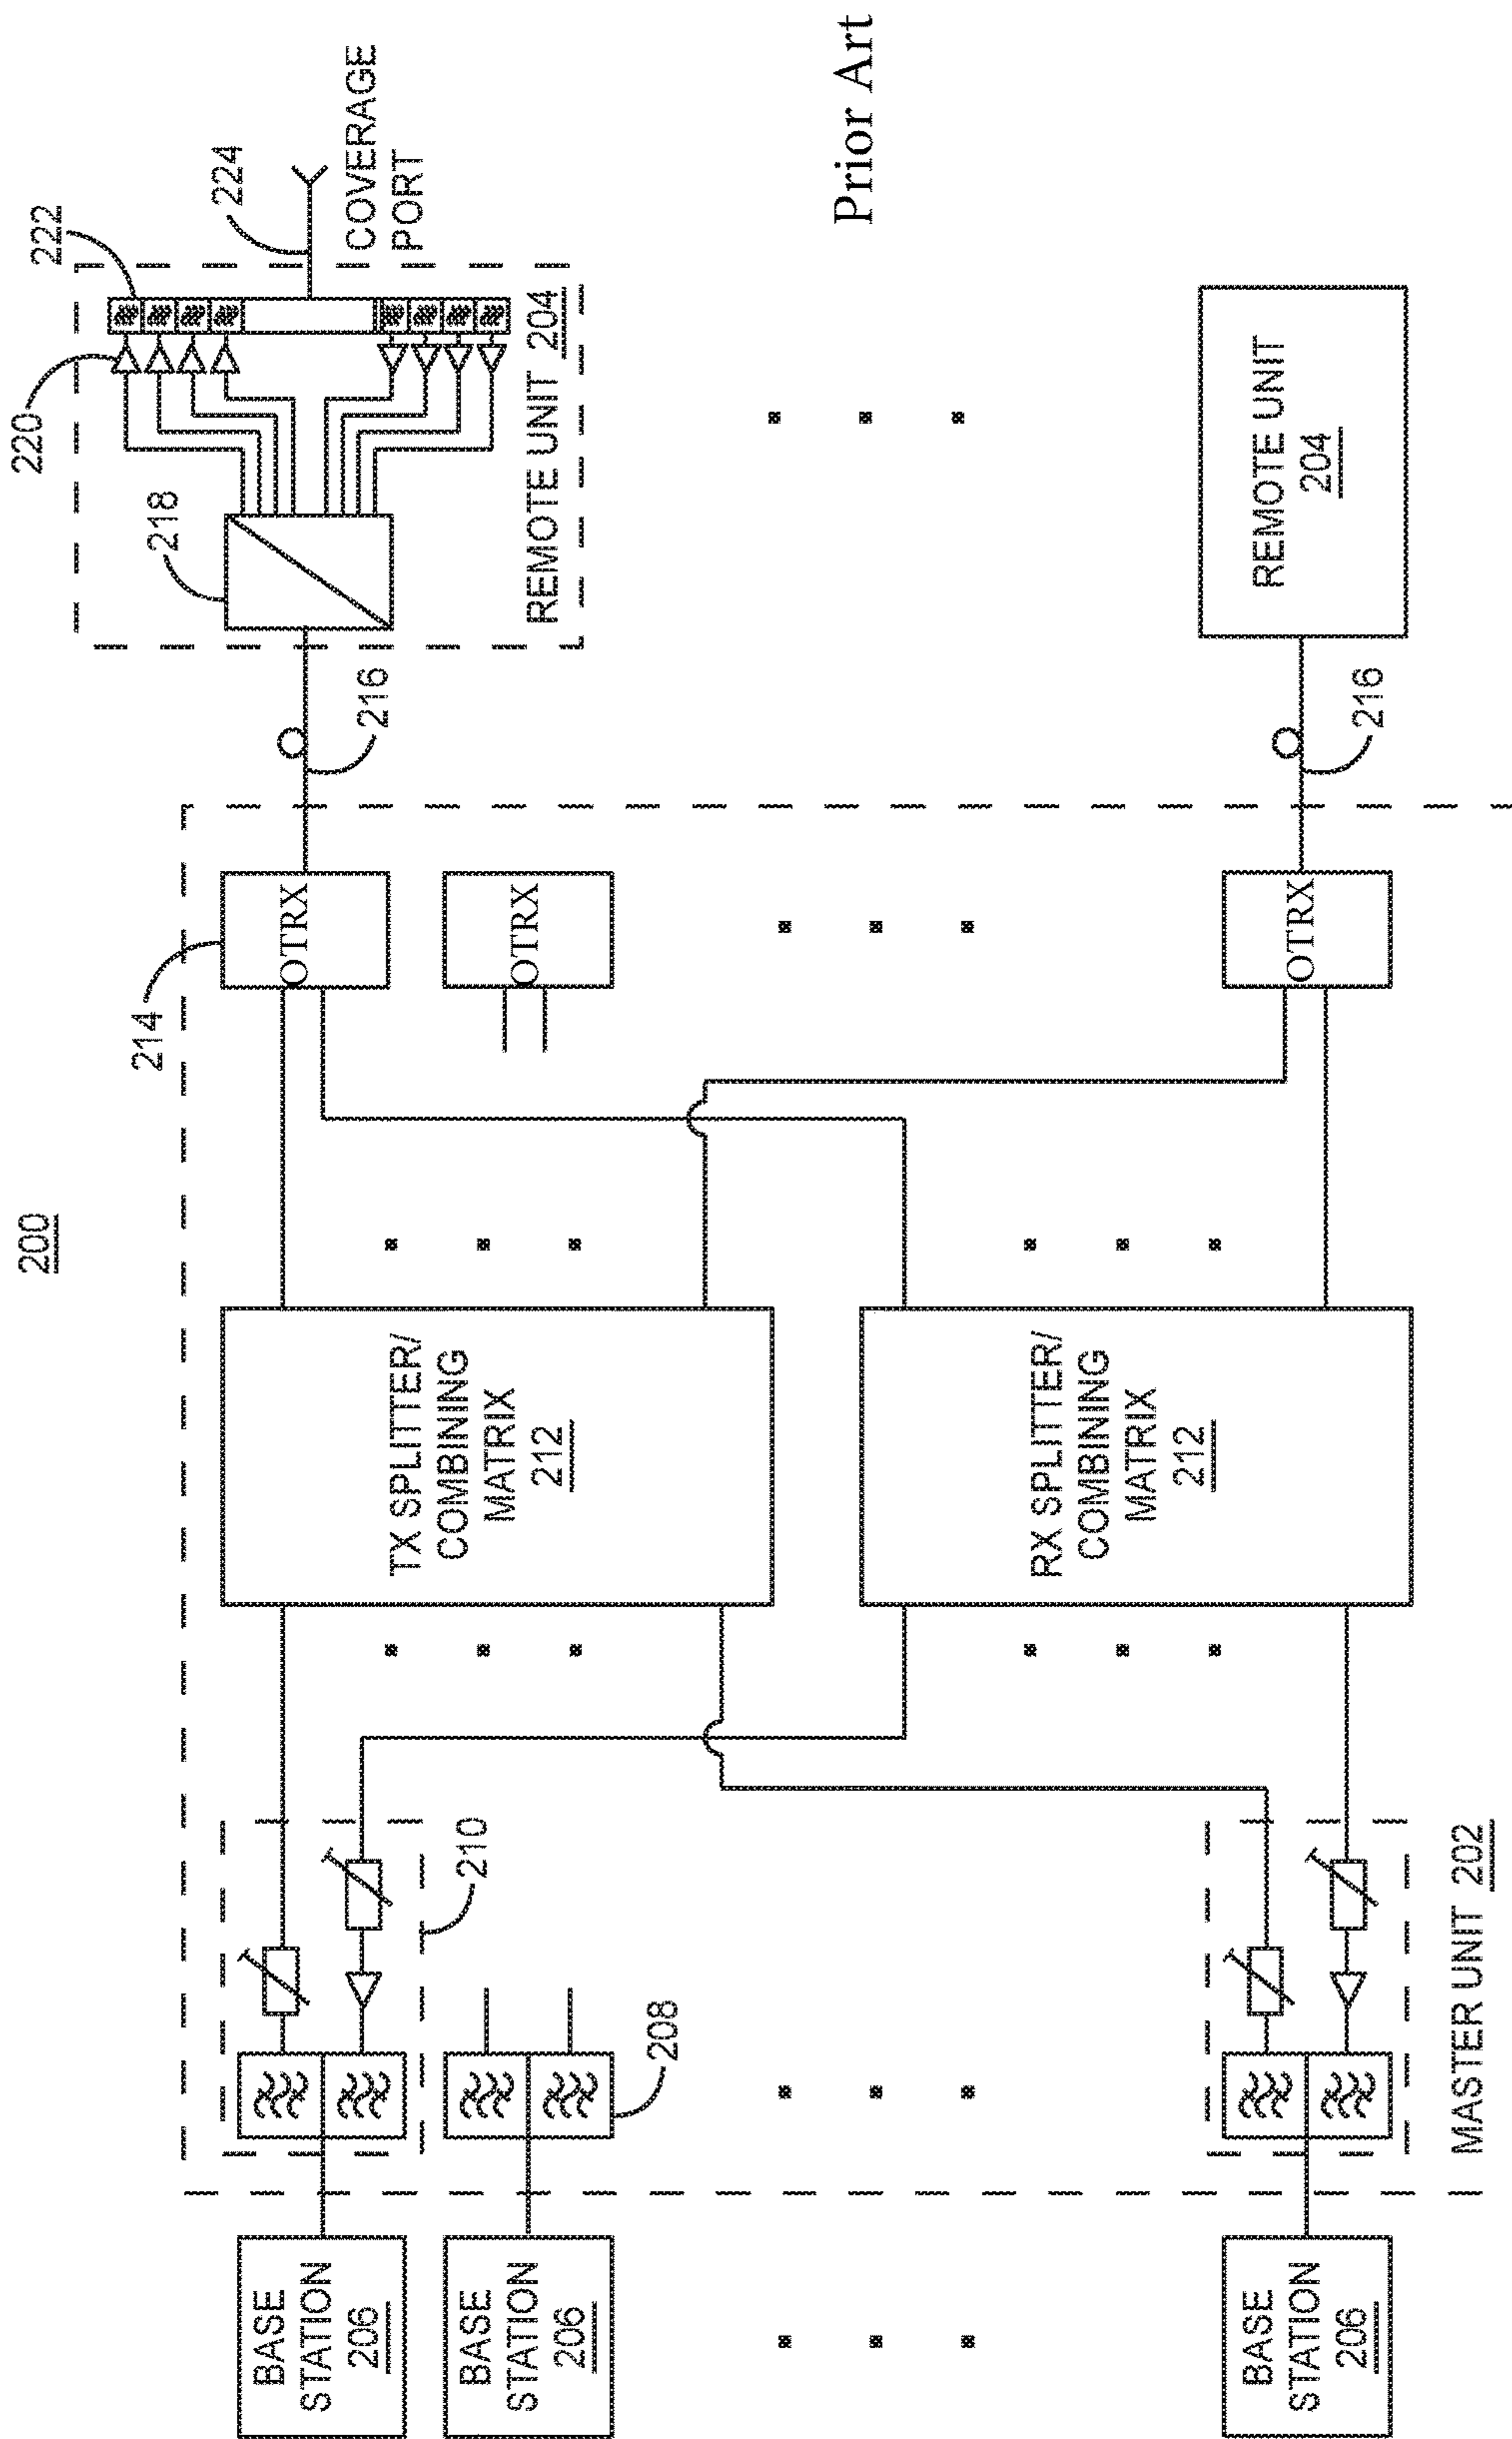 200
BASE
STATION
206
BASE
STATION
206
BASE
STATION
206
208
210
MASTER UNIT 202
TX SPLITTER/
COMBINING
MATRIX
212
RX SPLITTER/
COMBINING
MATRIX
212
214
OTRX
OTRX
OTRX
216
216
218
220
222
224
REMOTE UNIT 204
COVERAGE
PORT
REMOTE UNIT
204
Prior Art